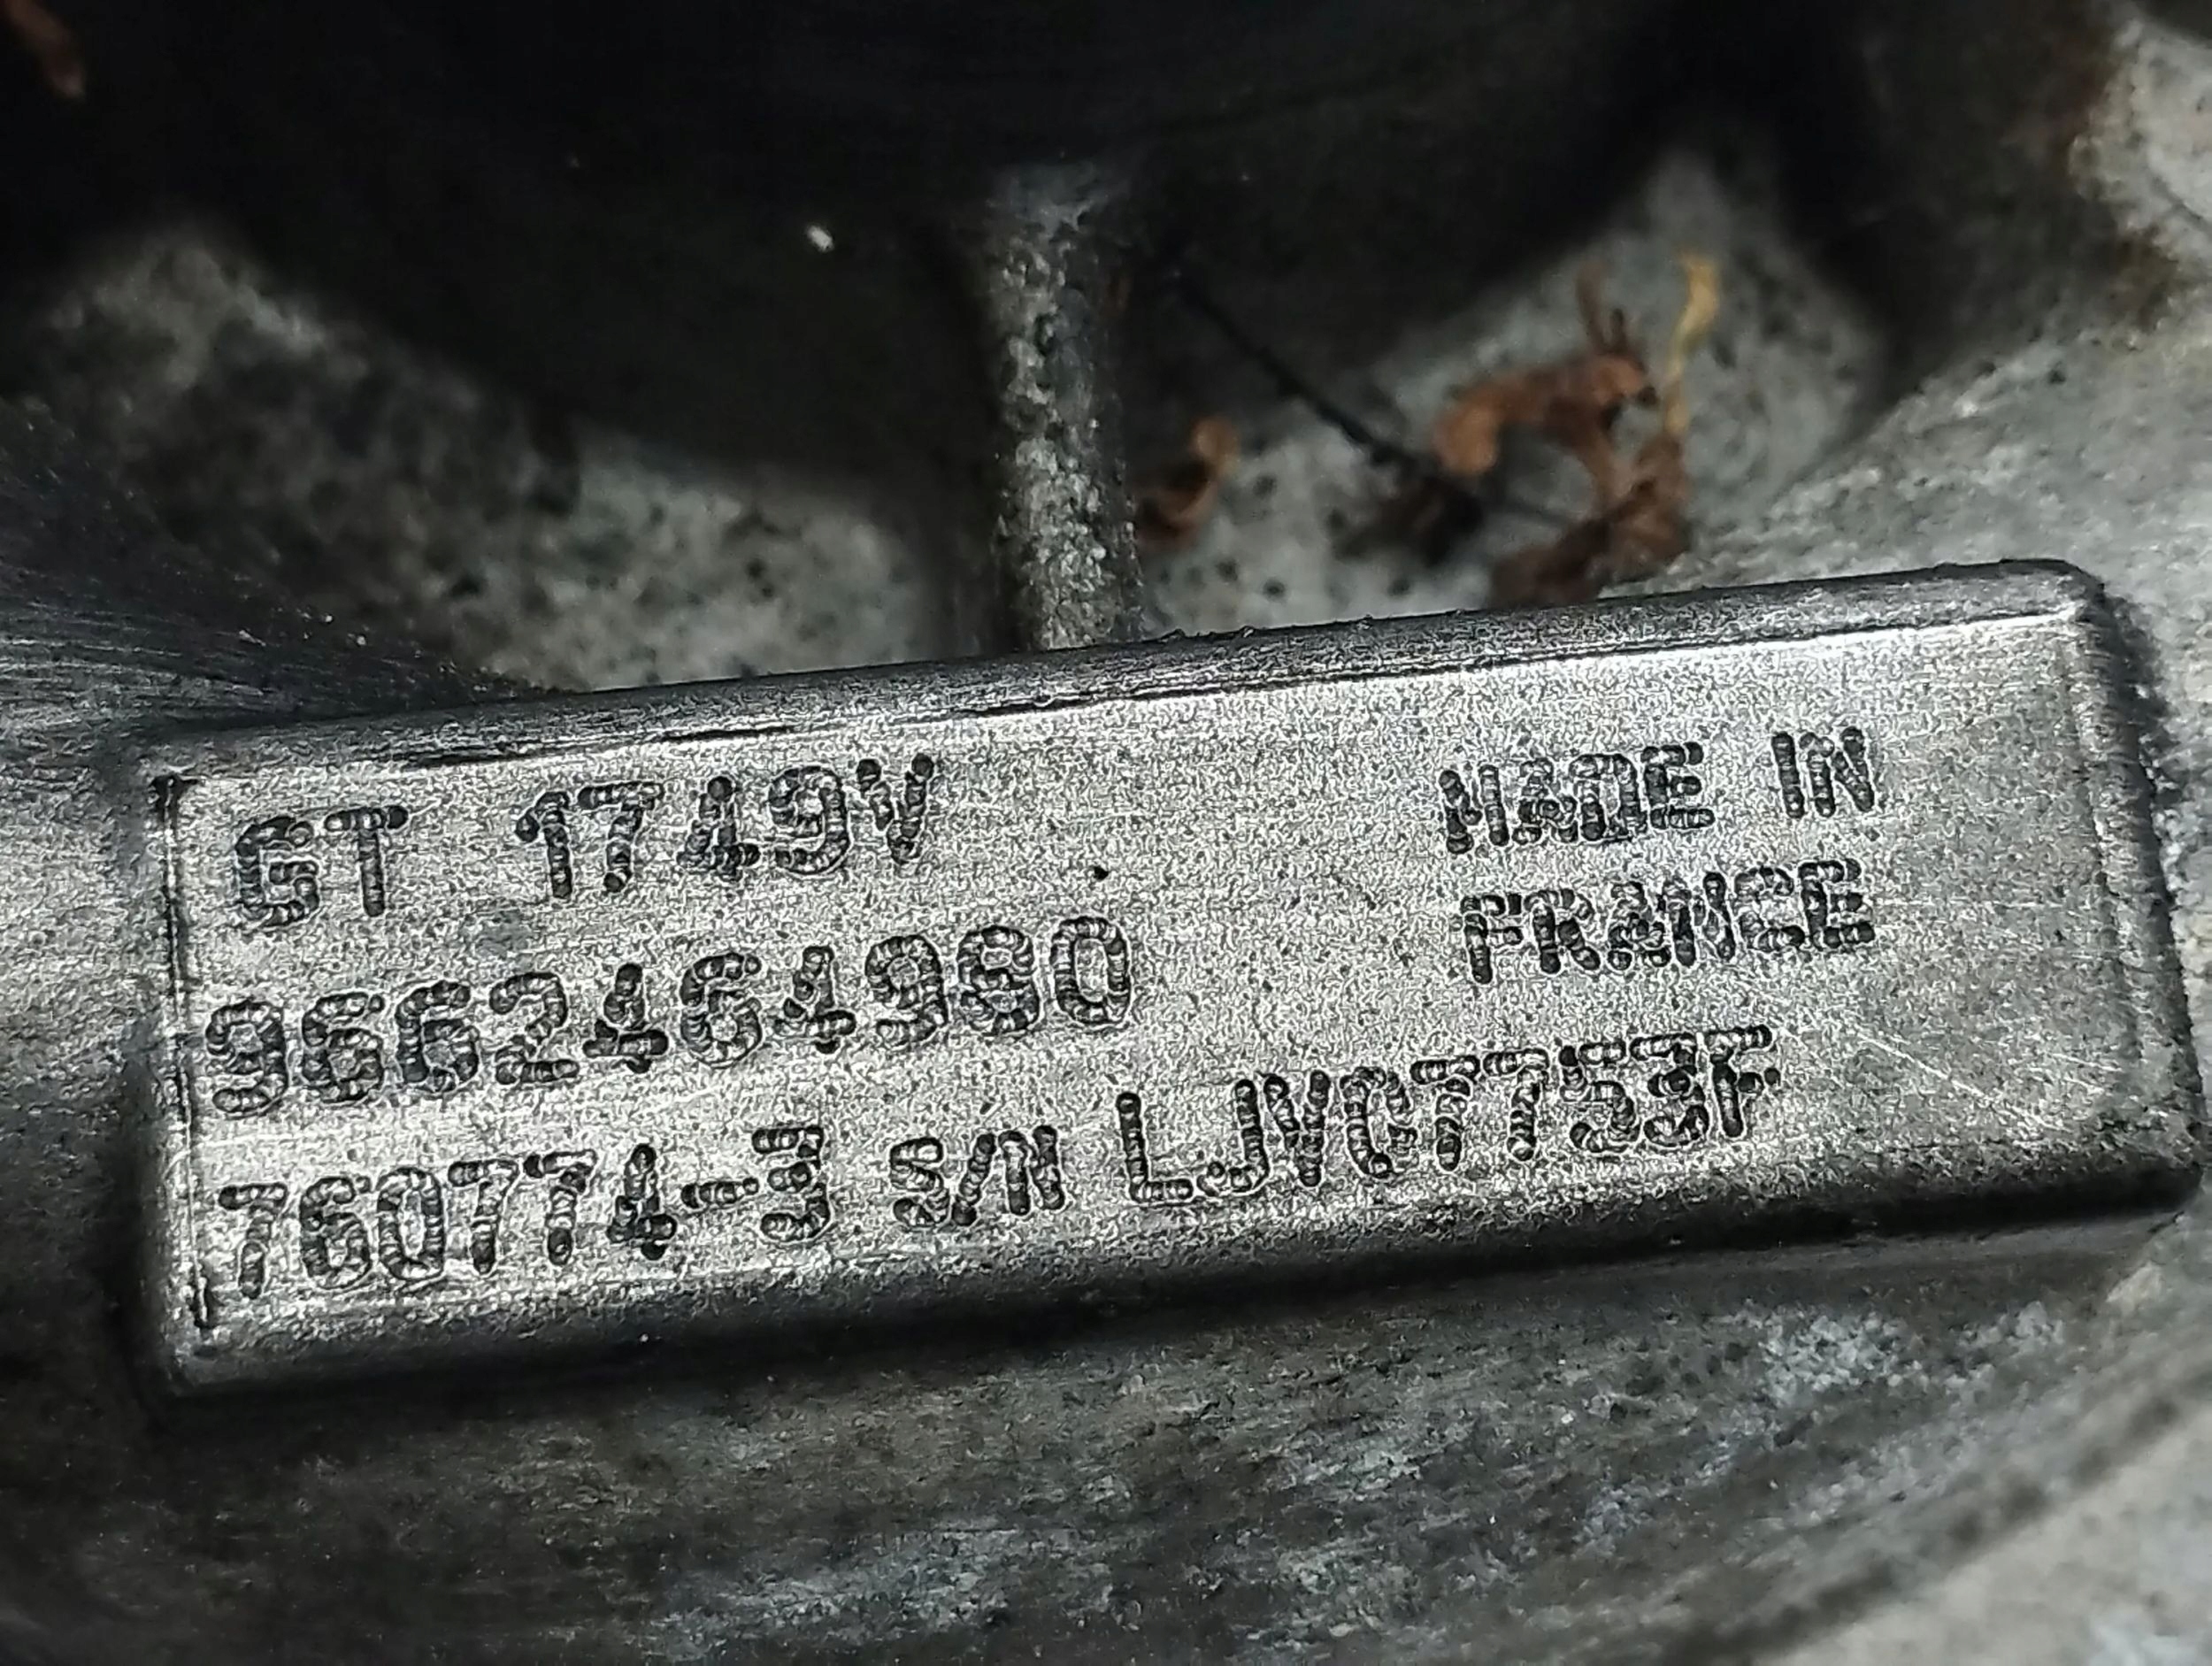 GT 1749V
MADE IN
FRANCE
9662464980
760774-3 S/N LJVC7753F